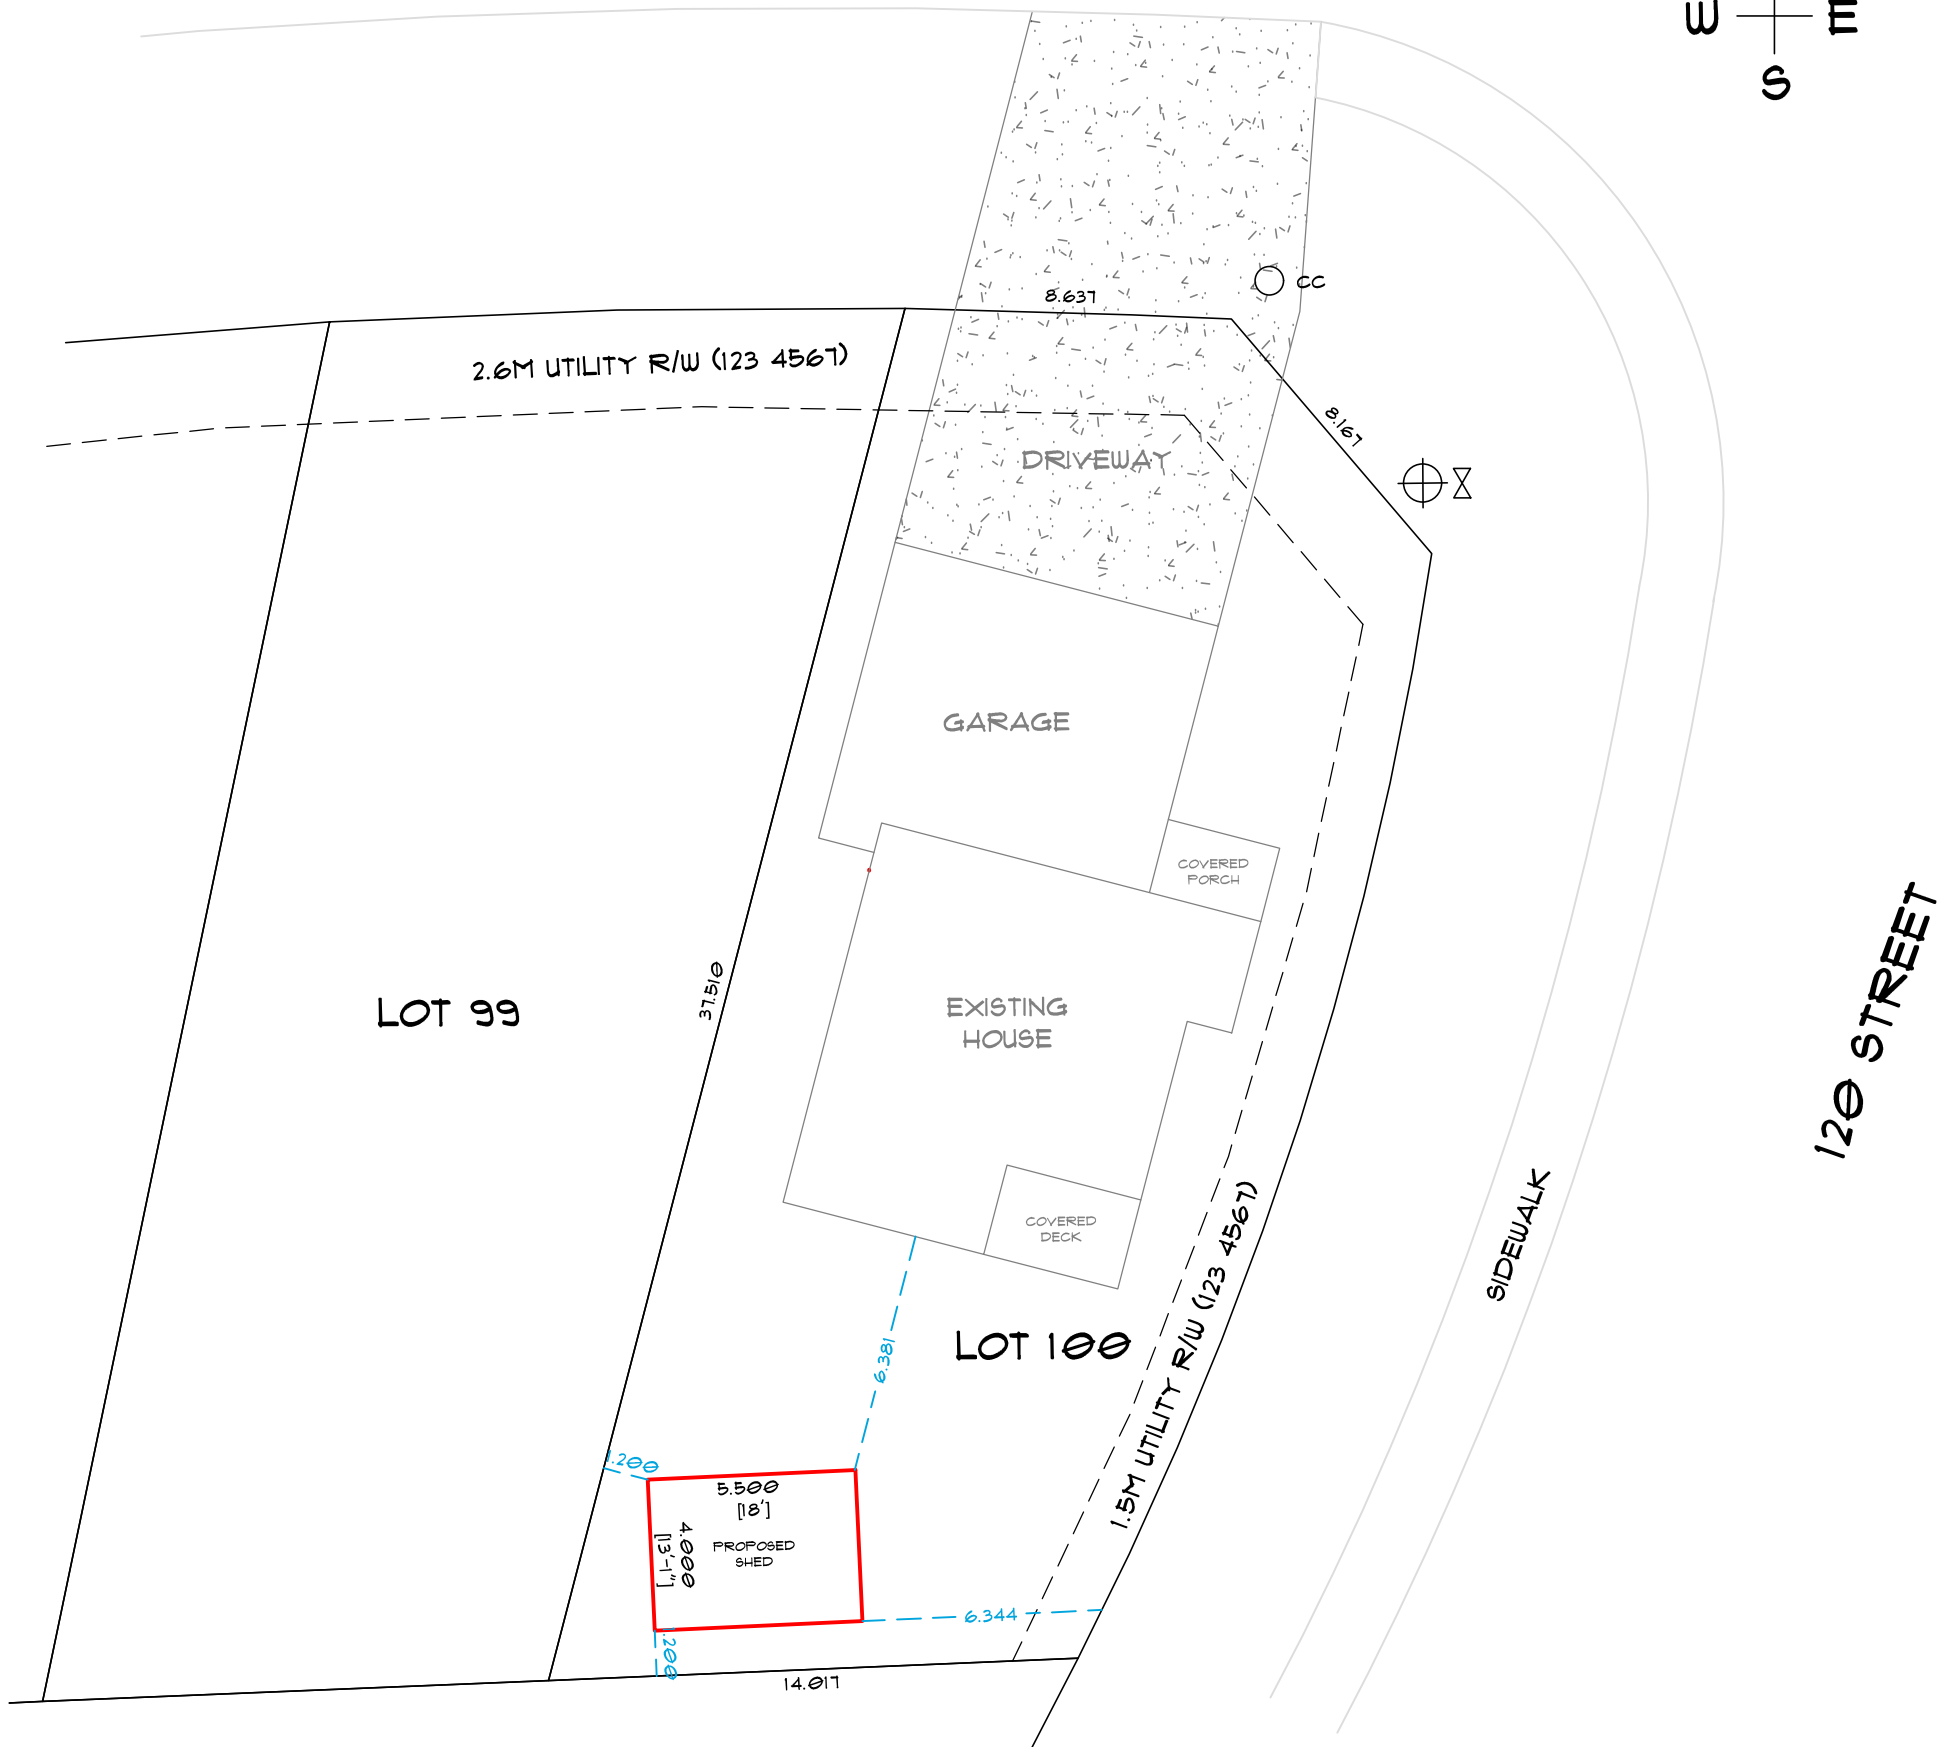 W E
S
CC
8.637
2.6M UTILITY R/W (123 4567)
8.167
DRIVEWAY
GARAGE
COVERED
PORCH
120 STREET
37.510
LOT 99
EXISTING
HOUSE
SIDEWALK
COVERED
DECK
1.5M UTILITY R/W (123 4567)
LOT 100
6.381
1.200
5.500
[18']
4.000
[13'-1"]
PROPOSED
SHED
6.344
1.200
14.017